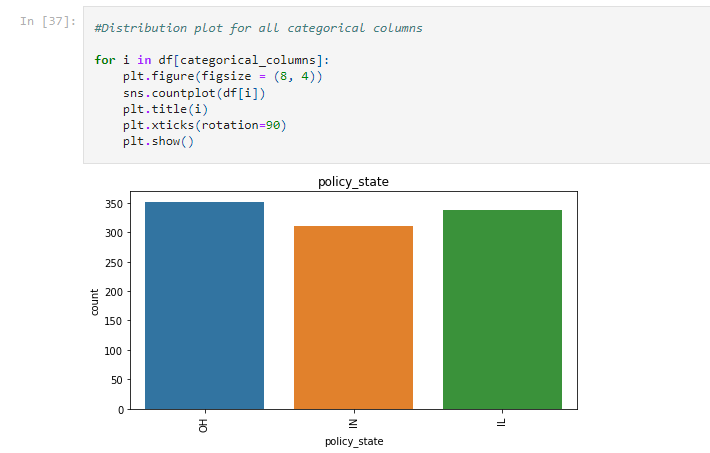 In [37]:
#Distribution plot for all categorical columns
for i in df[categorical_columns]:
    plt.figure(figsize = (8, 4))
    sns.countplot(df[i])
    plt.title(i)
    plt.xticks(rotation=90)
    plt.show()
policy_state
350
300
250
200
150
100
50
0
count
OH
IN
IL
policy_state